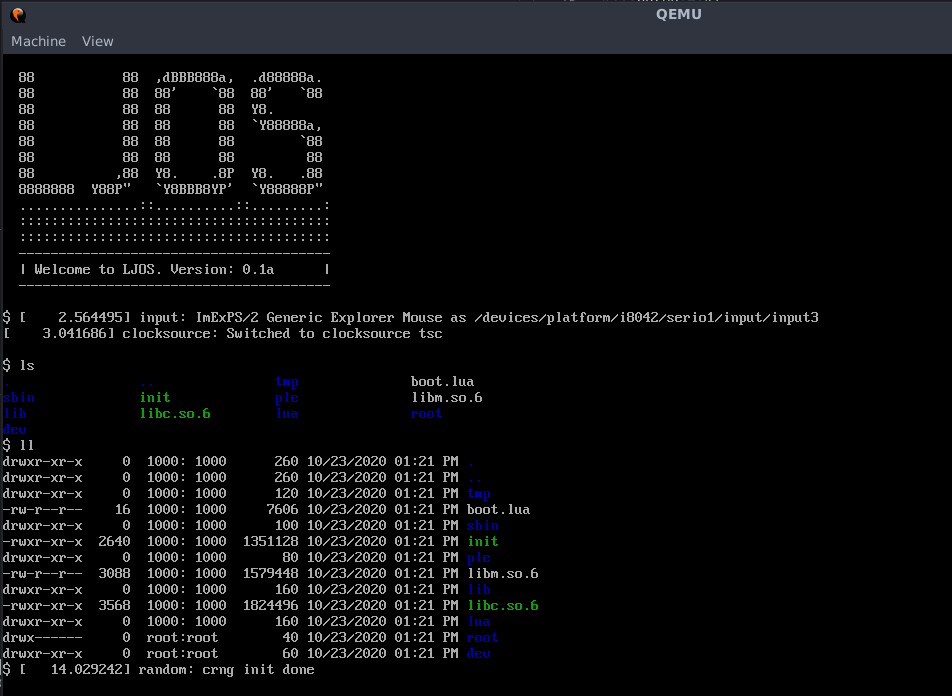 QEMU
Machine View
88           88  ,dBBB888a,  .d88888a.
88           88  88'    `88  88'   `88
88           88  88      88  Y8.
88           88  88      88  `Y88888a,
88           88  88      88        `88
88           88  88      88         88
88          ,88  Y8.    .8P  Y8.   .88
8888888  Y88P"   `Y8BBB8YP'  `Y88888P"
...............::..........::.........:
:::::::::::::::::::::::::::::::::::::::
:::::::::::::::::::::::::::::::::::::::
---------------------------------------
| Welcome to LJOS. Version: 0.1a      |
---------------------------------------
$ [    2.564495] input: ImExPS/2 Generic Explorer Mouse as /devices/platform/i8042/serio1/input/input3
[    3.041686] clocksource: Switched to clocksource tsc
$ ls
.                ..               tmp              boot.lua
sbin             init             ple              libm.so.6
lib              libc.so.6        lua              root
dev
$ ll
drwxr-xr-x     0  1000: 1000      260 10/23/2020 01:21 PM .
drwxr-xr-x     0  1000: 1000      260 10/23/2020 01:21 PM ..
drwxr-xr-x     0  1000: 1000      120 10/23/2020 01:21 PM tmp
-rw-r--r--    16  1000: 1000     7606 10/23/2020 01:21 PM boot.lua
drwxr-xr-x     0  1000: 1000      100 10/23/2020 01:21 PM sbin
-rwxr-xr-x  2640  1000: 1000  1351128 10/23/2020 01:21 PM init
drwxr-xr-x     0  1000: 1000       80 10/23/2020 01:21 PM ple
-rw-r--r--  3088  1000: 1000  1579448 10/23/2020 01:21 PM libm.so.6
drwxr-xr-x     0  1000: 1000      160 10/23/2020 01:21 PM lib
-rwxr-xr-x  3568  1000: 1000  1824496 10/23/2020 01:21 PM libc.so.6
drwxr-xr-x     0  1000: 1000      160 10/23/2020 01:21 PM lua
drwx------     0  root:root        40 10/23/2020 01:21 PM root
drwxr-xr-x     0  root:root        60 10/23/2020 01:21 PM dev
$ [   14.029242] random: crng init done